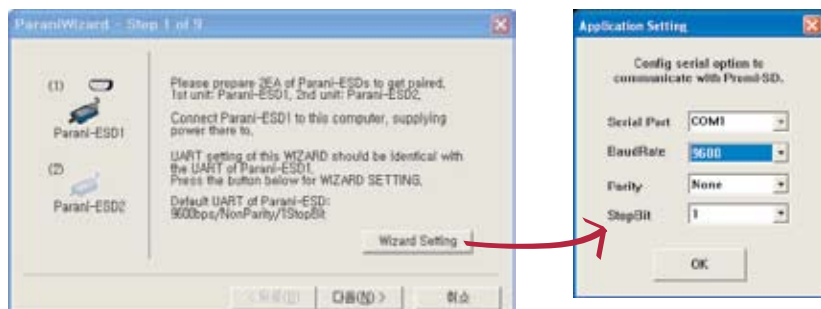 ParaniWizard - Step 1 of 9
(1)
Parani-ESD1
(2)
Parani-ESD2
Please prepare 2EA of Parani-ESDs to get paired,
1st unit: Parani-ESD1, 2nd unit: Parani-ESD2,
Connect Parani-ESD1 to this computer, supplying
power there to,
UART setting of this WIZARD should be identical with
the UART of Parani-ESD1,
Press the button below for WIZARD SETTING,
Default UART of Parani-ESD:
9600bps/NonParity/1StopBit
Wizard Setting
다음(N) >
취소
Application Setting
Config serial option to
communicate with Promi-SD.
Serial Port COM1
BaudRate 9600
Parity None
StopBit 1
OK